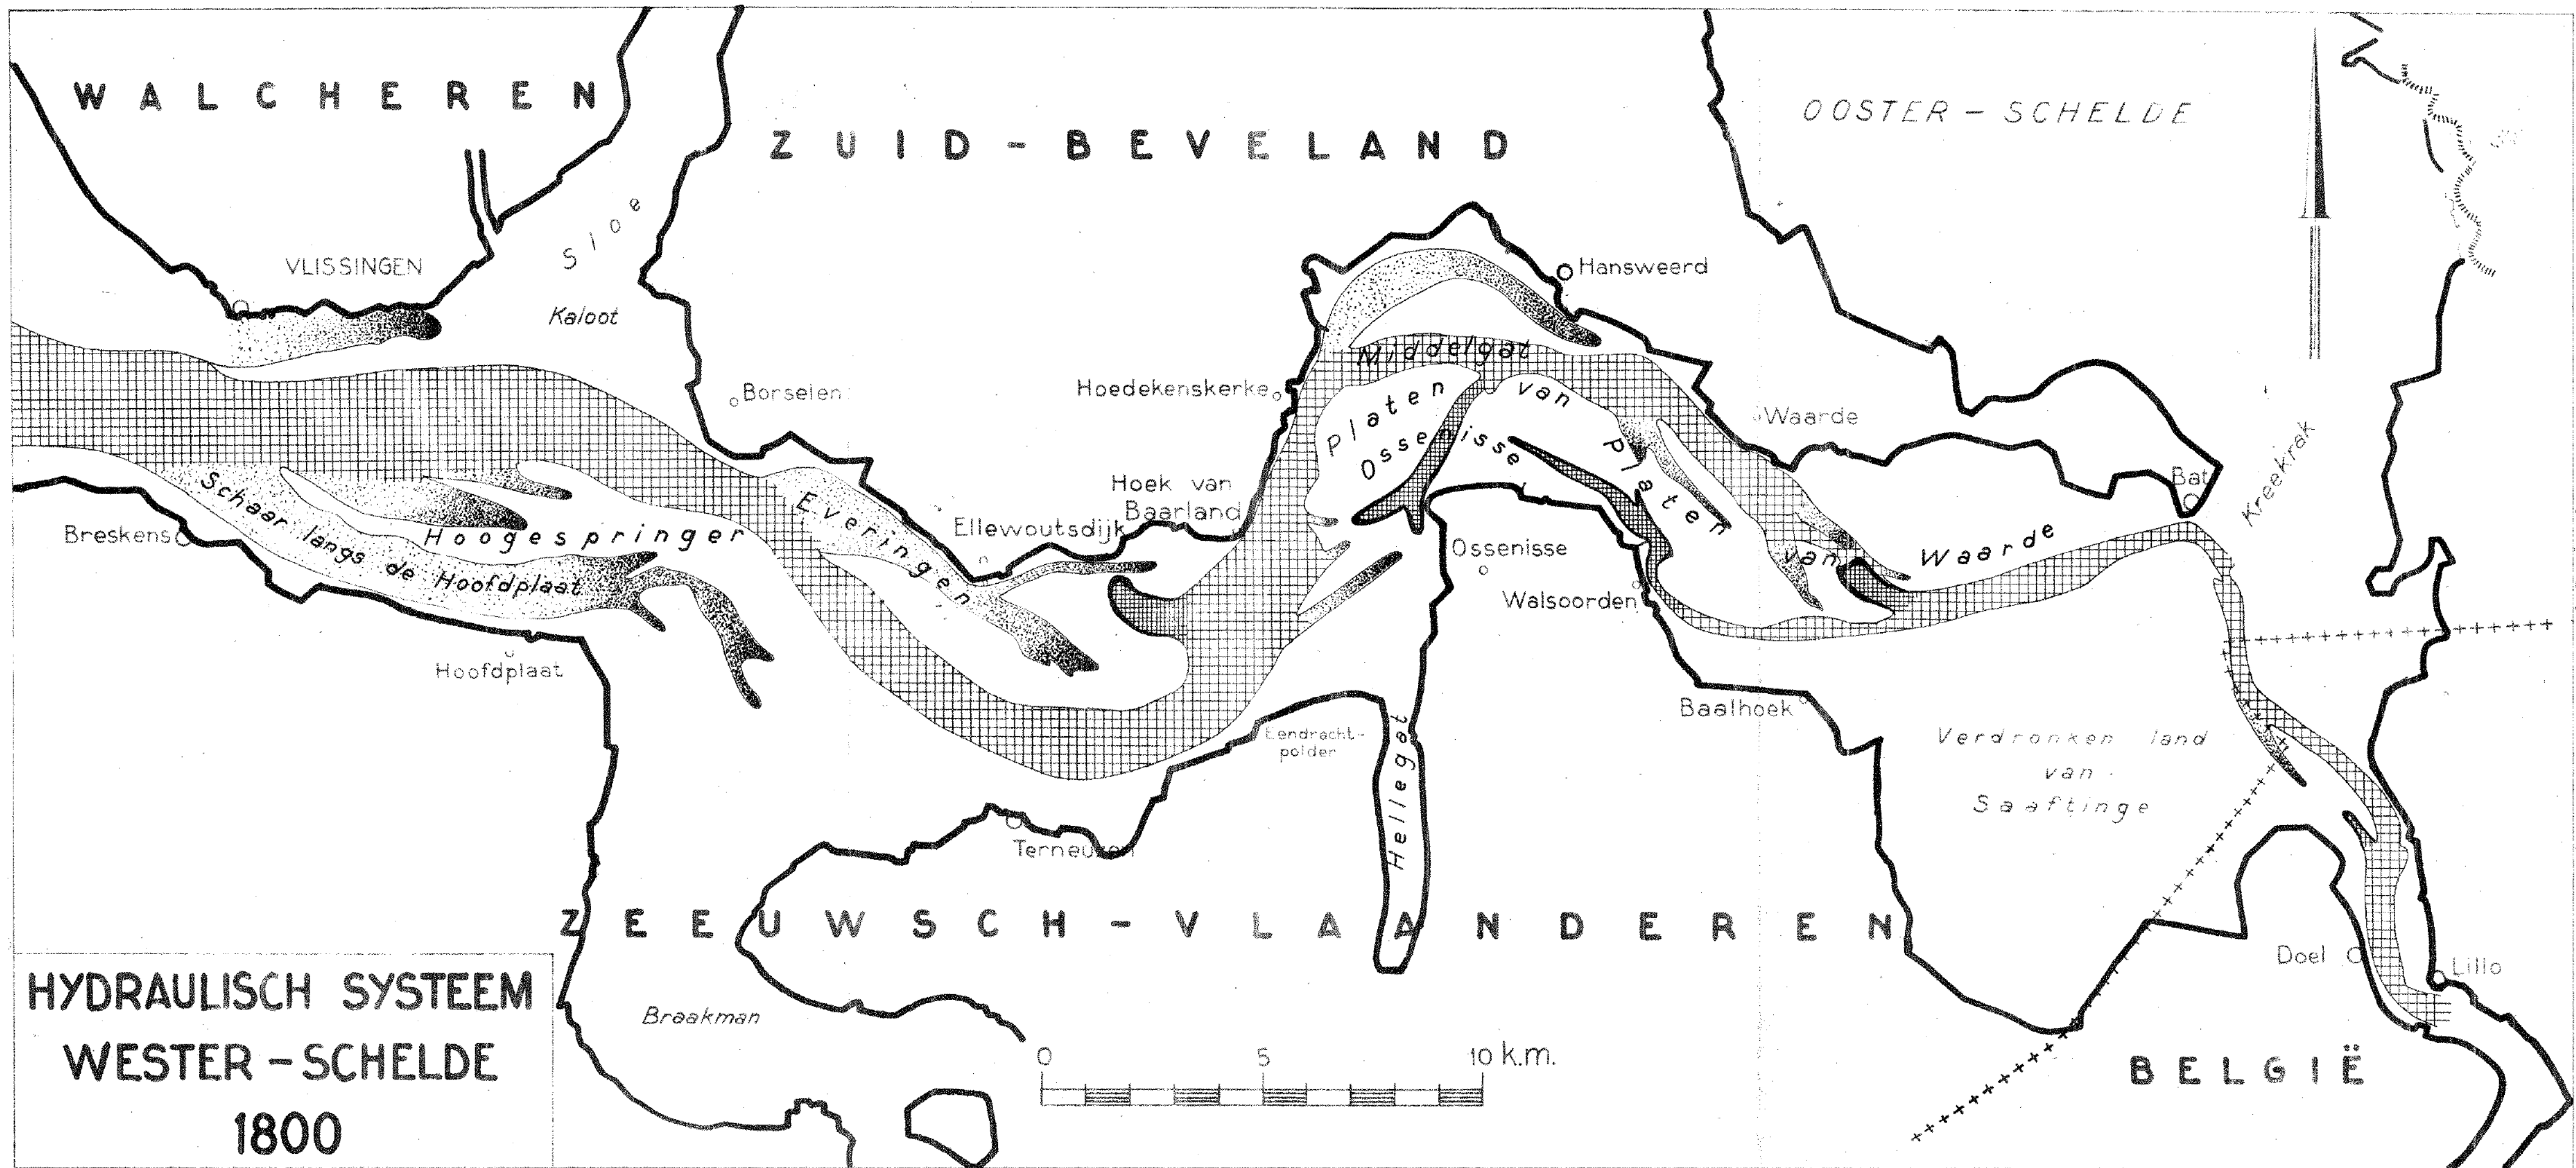 WALCHEREN
ZUID-BEVELAND
OOSTER-SCHELDE
Sloe
VLISSINGEN
Hansweerd
Kaloot
Middelgat
Borselen
Hoedekenskerke
Platen van
Ossenisse
Waarde
Kreekrak
Bat
Schaar langs de Hoofdplaat
Everingen
Hoek van
Baarland
Platen van Waarde
Breskens
Hoogespringer
Ellewoutsdijk
Ossenisse
Walsoorden
Hoofdplaat
Baalhoek
Eendracht-
polder
Hellegat
Verdronken land
van
Saaftinge
Terneuzen
ZEEUWSCH-VLAANDEREN
Doel
Lillo
Braakman
0 5 10 k.m.
BELGIË
HYDRAULISCH SYSTEEM
WESTER-SCHELDE
1800